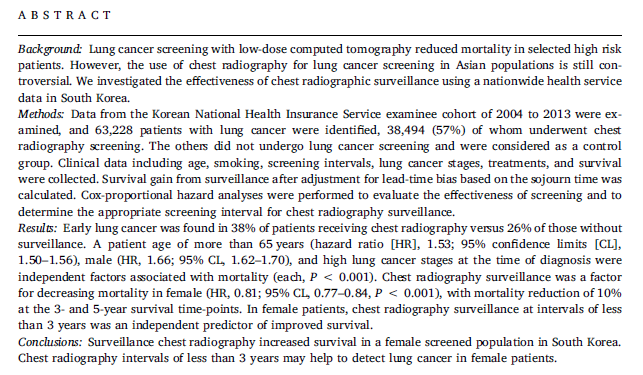 ABSTRACT
Background: Lung cancer screening with low-dose computed tomography reduced mortality in selected high risk
patients. However, the use of chest radiography for lung cancer screening in Asian populations is still con-
troversial. We investigated the effectiveness of chest radiographic surveillance using a nationwide health service
data in South Korea.
Methods: Data from the Korean National Health Insurance Service examinee cohort of 2004 to 2013 were ex-
amined, and 63,228 patients with lung cancer were identified, 38,494 (57%) of whom underwent chest
radiography screening. The others did not undergo lung cancer screening and were considered as a control
group. Clinical data including age, smoking, screening intervals, lung cancer stages, treatments, and survival
were collected. Survival gain from surveillance after adjustment for lead-time bias based on the sojourn time was
calculated. Cox-proportional hazard analyses were performed to evaluate the effectiveness of screening and to
determine the appropriate screening interval for chest radiography surveillance.
Results: Early lung cancer was found in 38% of patients receiving chest radiography versus 26% of those without
surveillance. A patient age of more than 65 years (hazard ratio [HR], 1.53; 95% confidence limits [CL],
1.50–1.56), male (HR, 1.66; 95% CL, 1.62–1.70), and high lung cancer stages at the time of diagnosis were
independent factors associated with mortality (each, P < 0.001). Chest radiography surveillance was a factor
for decreasing mortality in female (HR, 0.81; 95% CL, 0.77–0.84, P < 0.001), with mortality reduction of 10%
at the 3- and 5-year survival time-points. In female patients, chest radiography surveillance at intervals of less
than 3 years was an independent predictor of improved survival.
Conclusions: Surveillance chest radiography increased survival in a female screened population in South Korea.
Chest radiography intervals of less than 3 years may help to detect lung cancer in female patients.